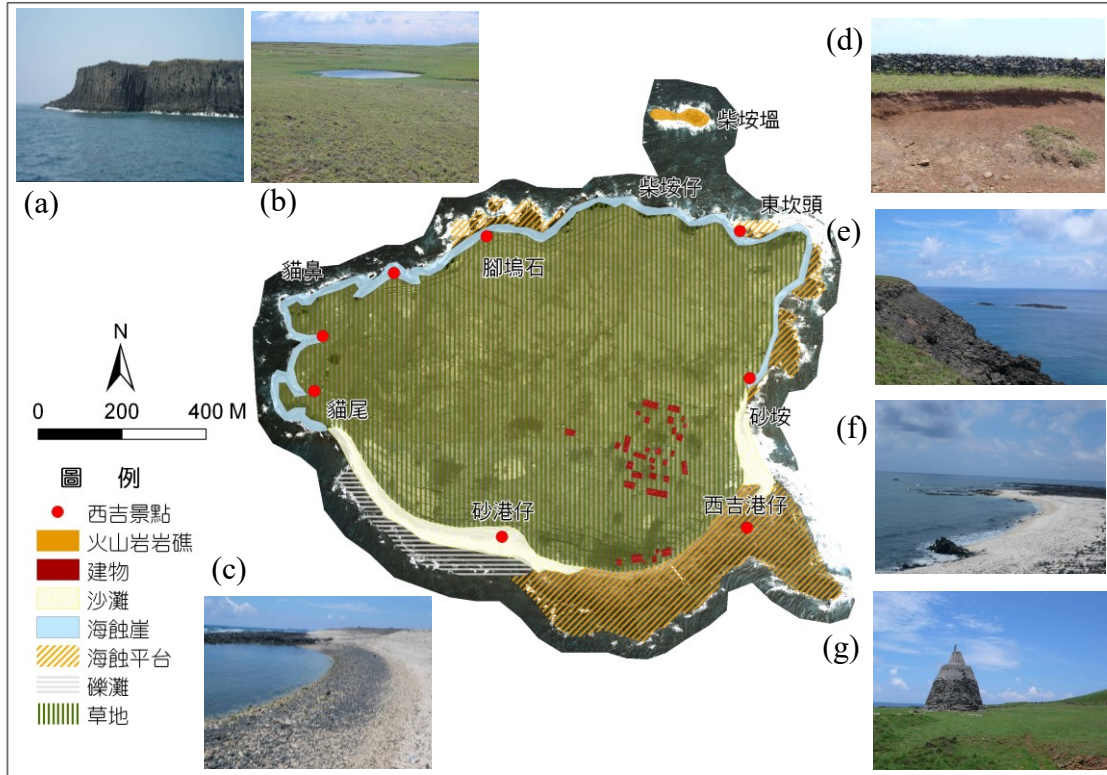 (a)
(b)
(c)
(d)
(e)
(f)
(g)
柴垵塭
柴垵仔
東坎頭
貓鼻
腳塢石
貓尾
砂垵
砂港仔
西吉港仔
N
0 200 400 M
圖 例
西吉景點
火山岩岩礁
建物
沙灘
海蝕崖
海蝕平台
礫灘
草地